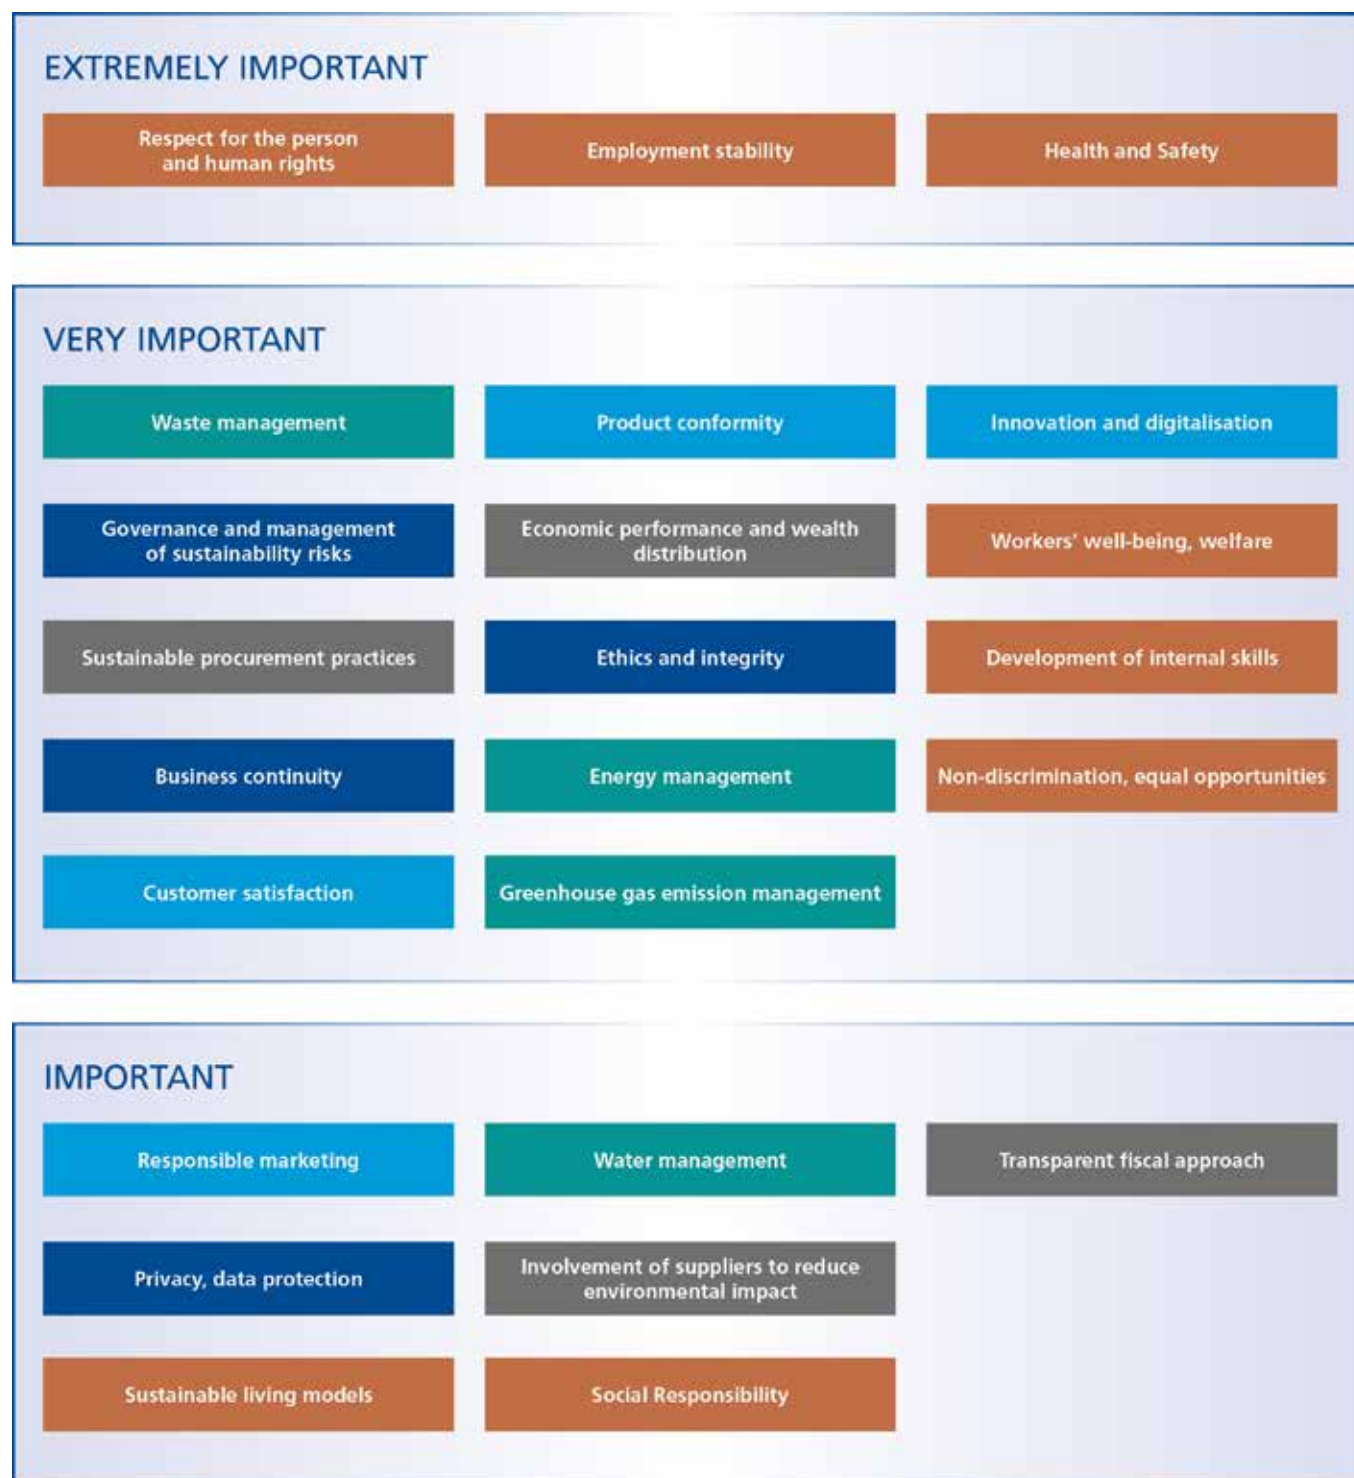 EXTREMELY IMPORTANT
Respect for the person
and human rights
Employment stability
Health and Safety
VERY IMPORTANT
Waste management
Product conformity
Innovation and digitalisation
Governance and management
of sustainability risks
Economic performance and wealth
distribution
Workers' well-being, welfare
Sustainable procurement practices
Ethics and integrity
Development of internal skills
Business continuity
Energy management
Non-discrimination, equal opportunities
Customer satisfaction
Greenhouse gas emission management
IMPORTANT
Responsible marketing
Water management
Transparent fiscal approach
Privacy, data protection
Involvement of suppliers to reduce
environmental impact
Sustainable living models
Social Responsibility